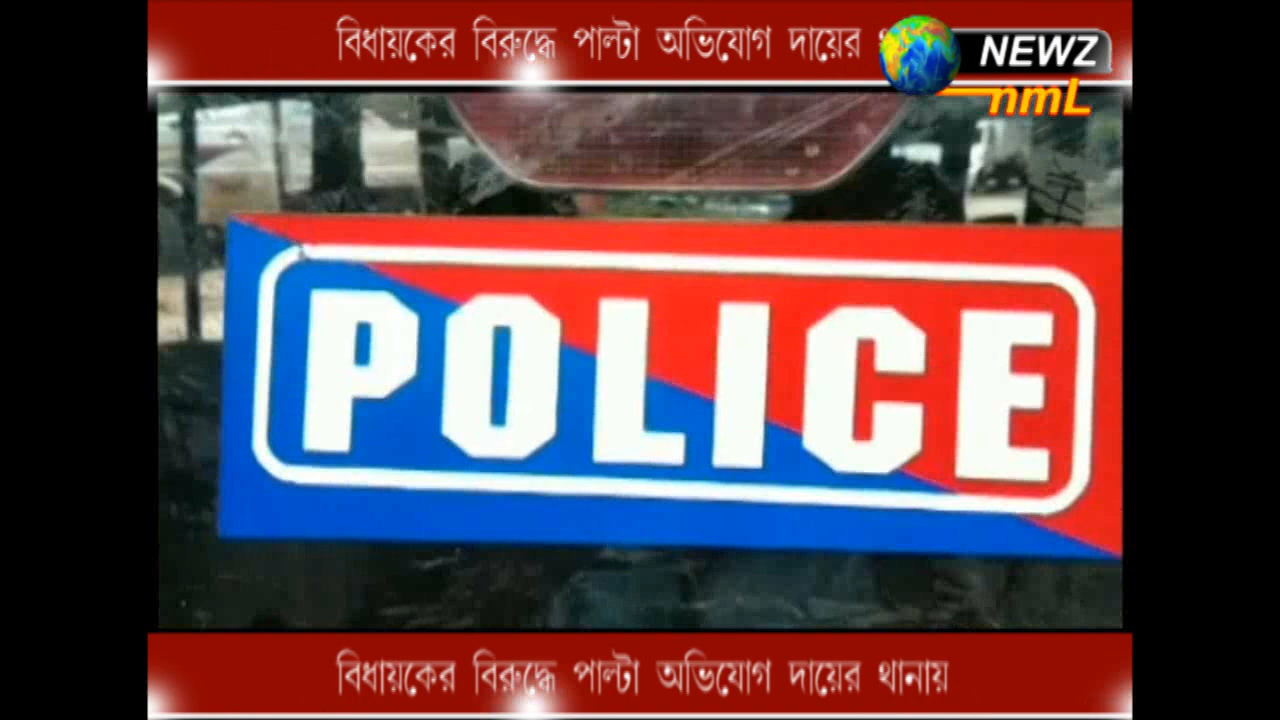 বিধায়কের বিরুদ্ধে পাল্টা অভিযোগ দায়ের থ
NEWZ
nmL
POLICE
বিধায়কের বিরুদ্ধে পাল্টা অভিযোগ দায়ের থানায়